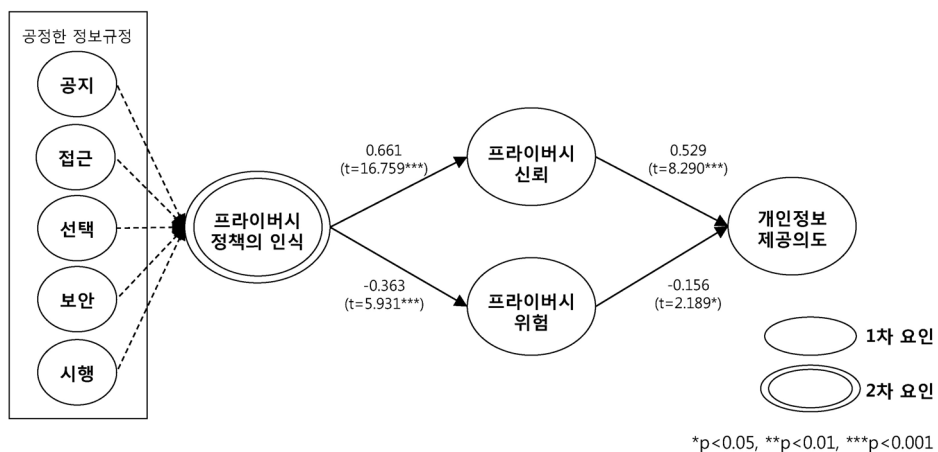 공정한 정보규정
공지
접근
선택
보안
시행
프라이버시
정책의 인식
0.661
(t=16.759***)
-0.363
(t=5.931***)
프라이버시
신뢰
프라이버시
위험
0.529
(t=8.290***)
-0.156
(t=2.189*)
개인정보
제공의도
1차 요인
2차 요인
*p<0.05, **p<0.01, ***p<0.001